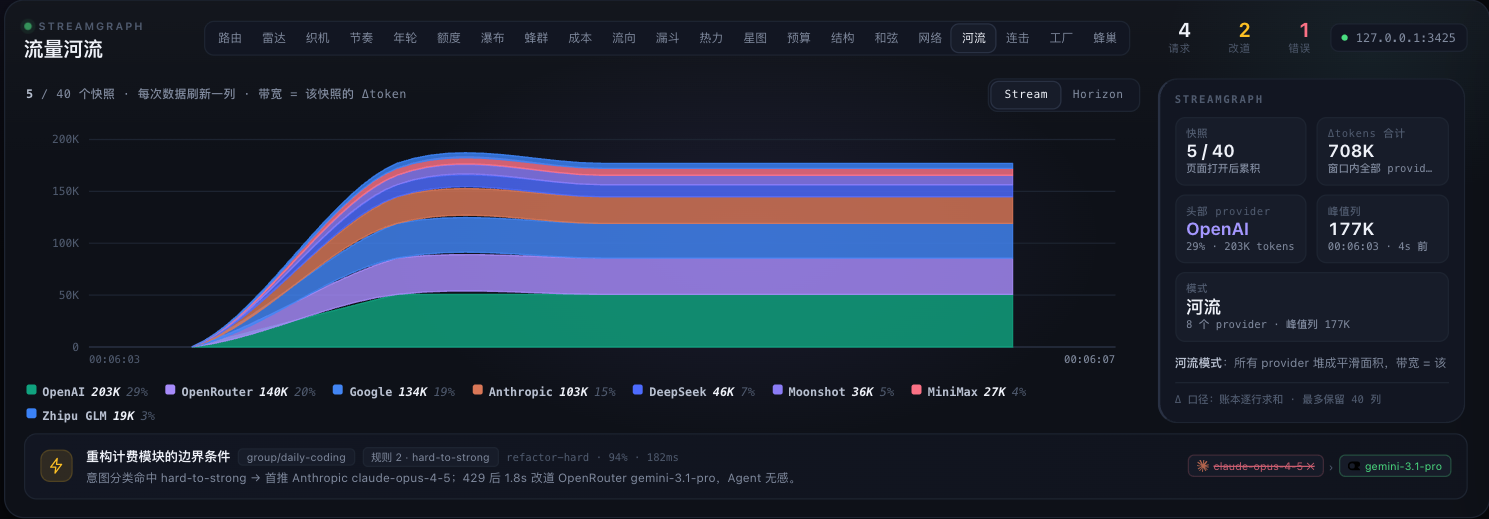 STREAMGRAPH
流量河流
路由 雷达 织机 节奏 年轮 额度 瀑布 蜂群 成本 流向 漏斗 热力 星图 预算 结构 和弦 网络 河流 连击 工厂 蜂巢
4 请求
2 改道
1 错误
127.0.0.1:3425
5 / 40 个快照 · 每次数据刷新一列 · 带宽 = 该快照的 Δtoken
Stream Horizon
200K
150K
100K
50K
0
00:06:03 00:06:07
OpenAI 203K 29% OpenRouter 140K 20% Google 134K 19% Anthropic 103K 15% DeepSeek 46K 7% Moonshot 36K 5% MiniMax 27K 4%
Zhipu GLM 19K 3%
STREAMGRAPH
快照
5 / 40
页面打开后累积
Δtokens 合计
708K
窗口内全部 provid…
头部 provider
OpenAI
29% · 203K tokens
峰值列
177K
00:06:03 · 4s 前
模式
河流
8 个 provider · 峰值列 177K
河流模式：所有 provider 堆成平滑面积，带宽 = 该
Δ 口径：账本逐行求和 · 最多保留 40 列
重构计费模块的边界条件 group/daily-coding 规则 2 · hard-to-strong refactor-hard · 94% · 182ms
意图分类命中 hard-to-strong → 首推 Anthropic claude-opus-4-5；429 后 1.8s 改道 OpenRouter gemini-3.1-pro，Agent 无感。
claude-opus-4-5 ✕ › gemini-3.1-pro